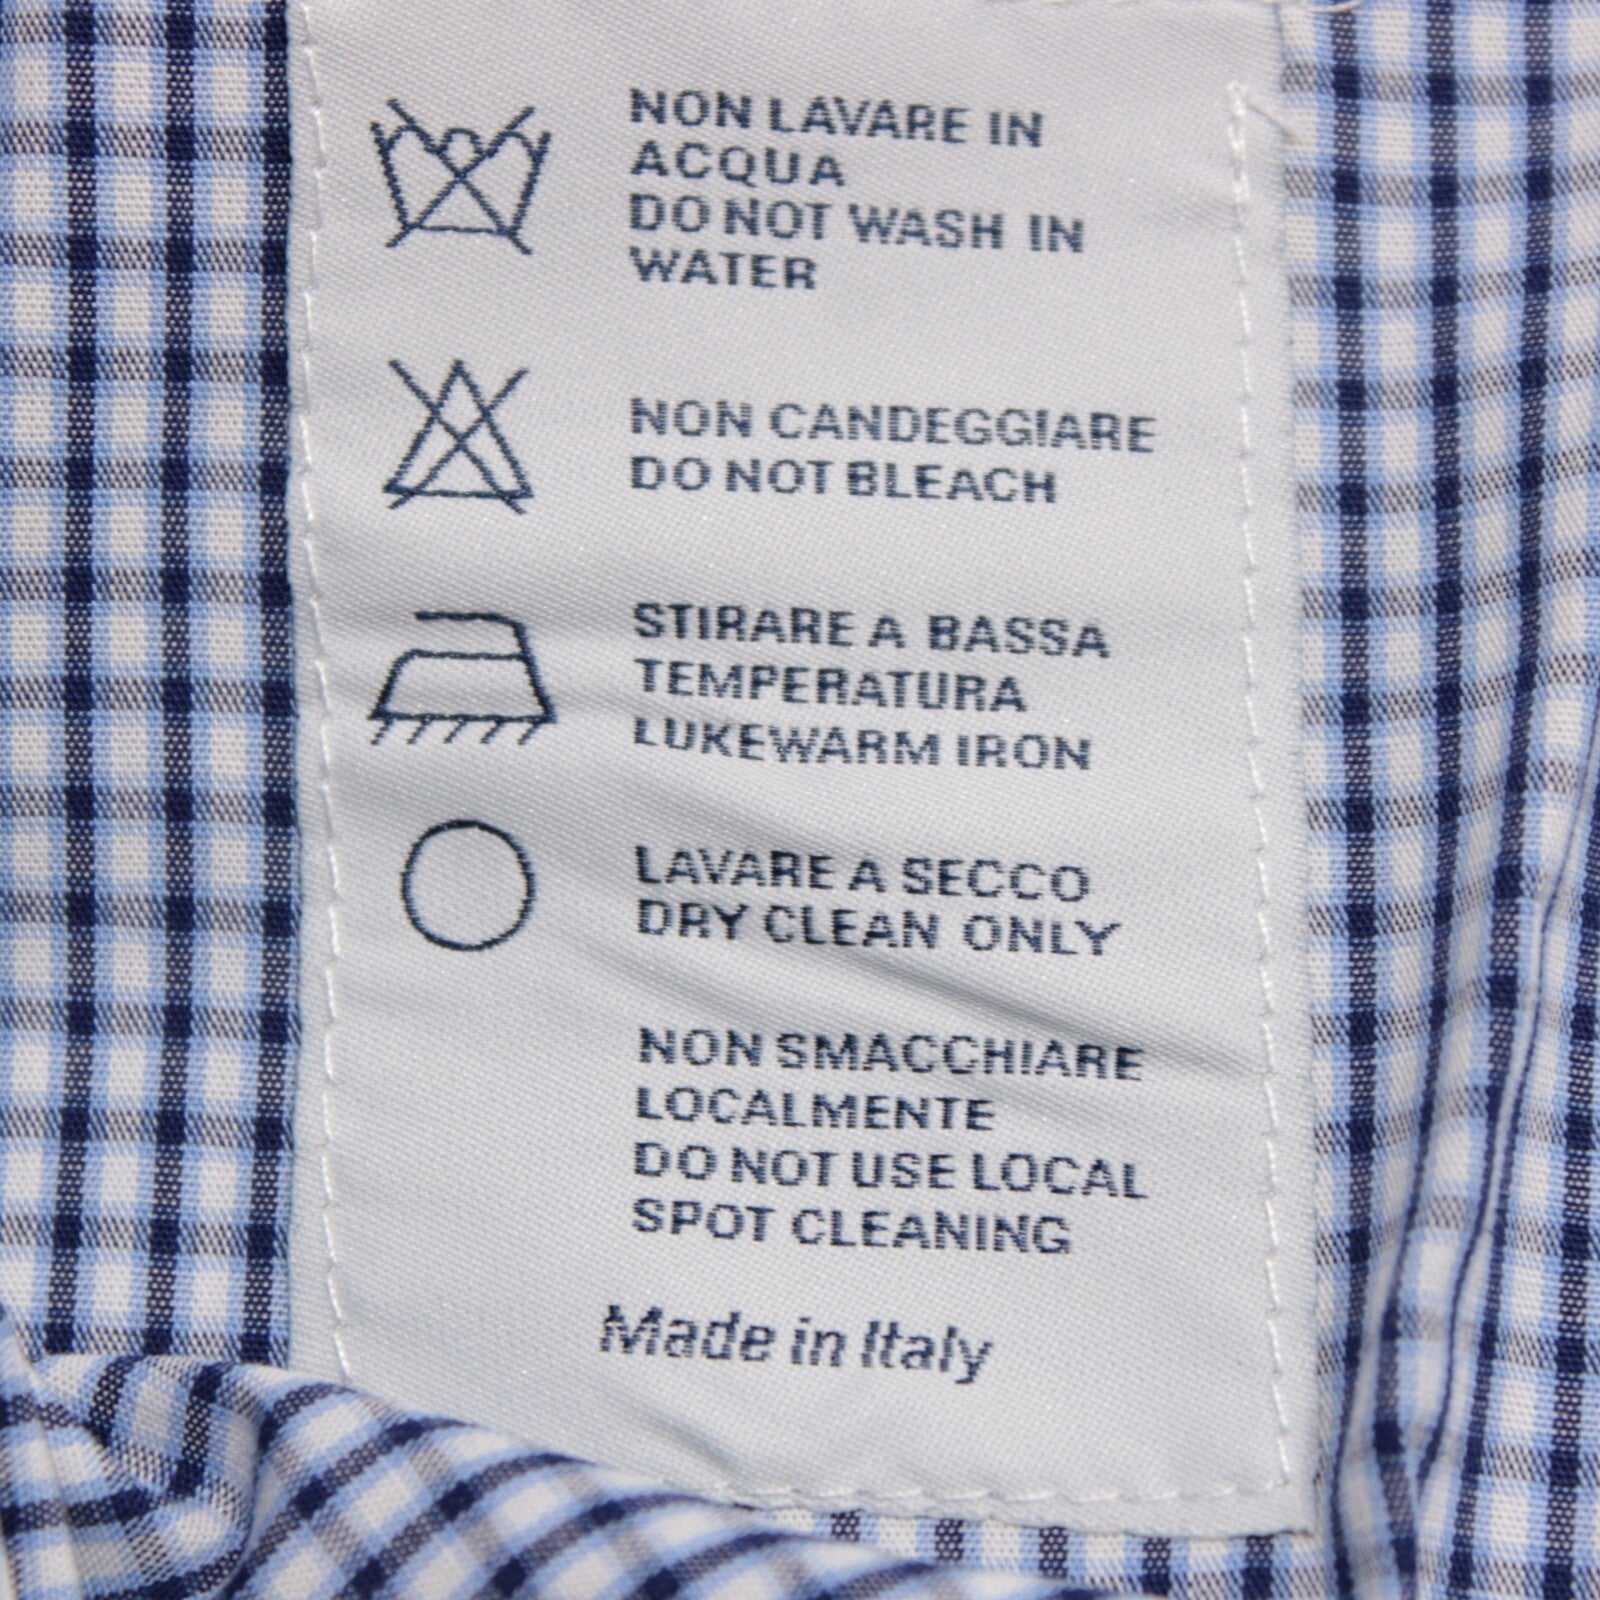 NON LAVARE IN
ACQUA
DO NOT WASH IN
WATER
NON CANDEGGIARE
DO NOT BLEACH
STIRARE A BASSA
TEMPERATURA
LUKEWARM IRON
LAVARE A SECCO
DRY CLEAN ONLY
NON SMACCHIARE
LOCALMENTE
DO NOT USE LOCAL
SPOT CLEANING
Made in Italy